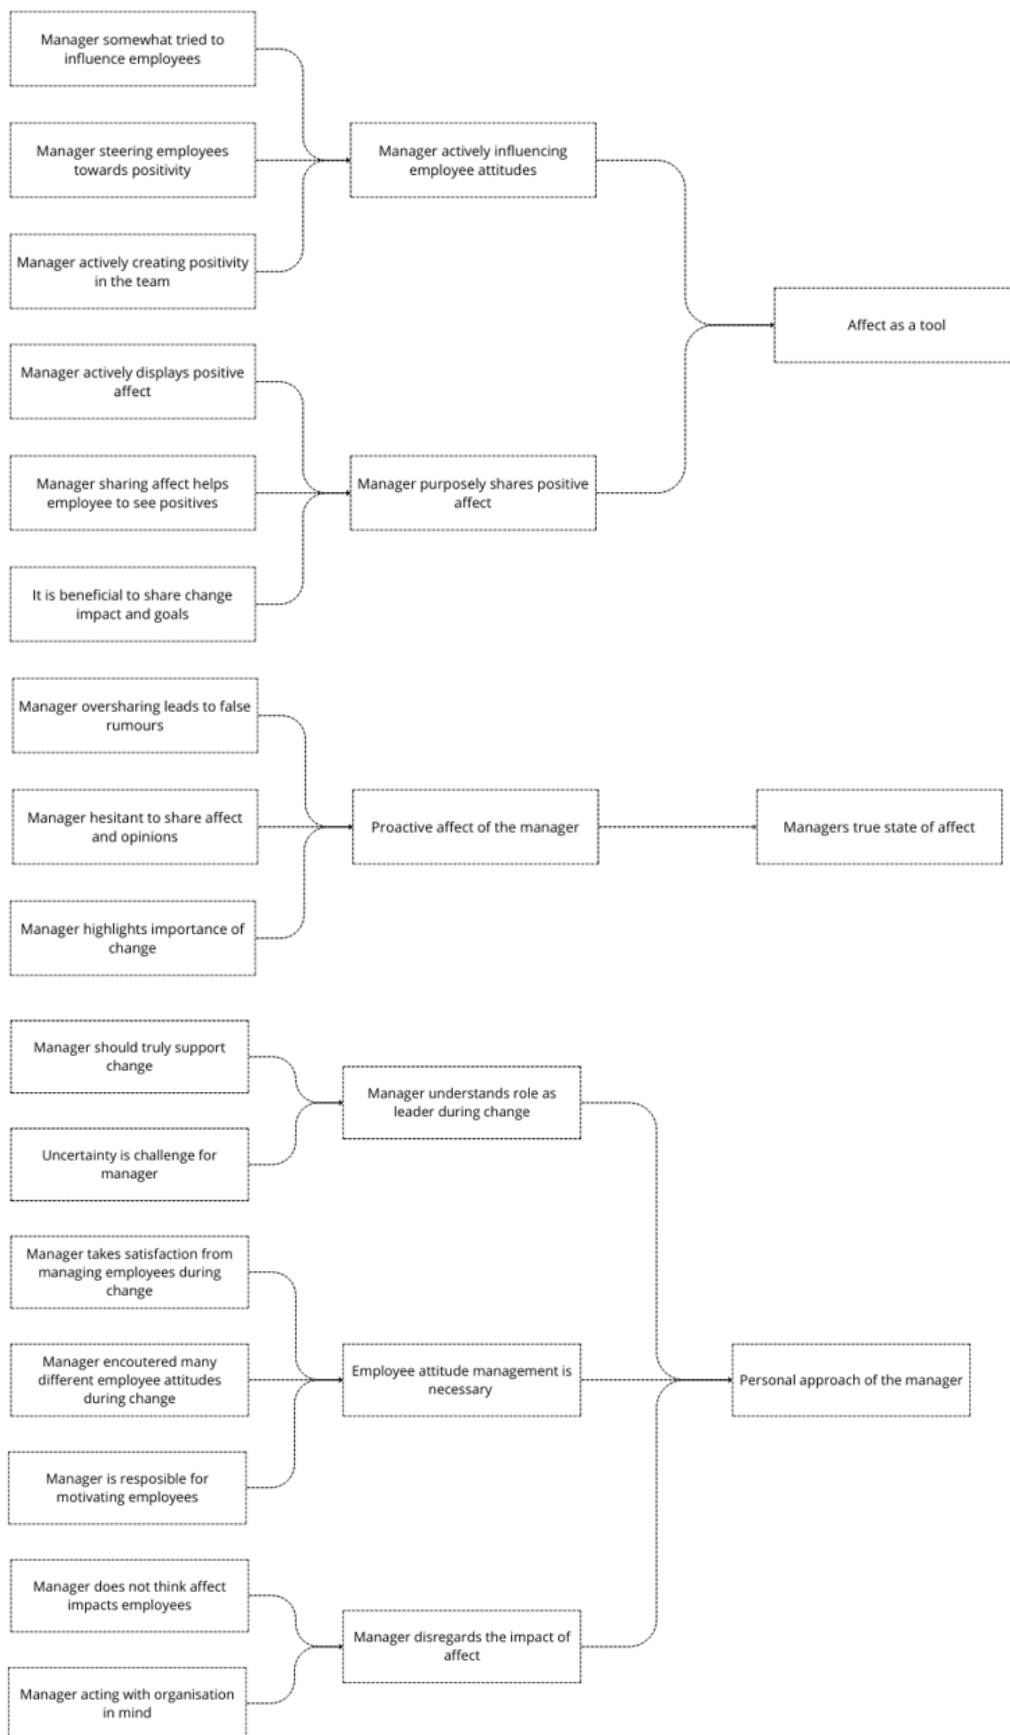 Manager somewhat tried to
influence employees
Manager steering employees
towards positivity
Manager actively influencing
employee attitudes
Manager actively creating positivity
in the team
Affect as a tool
Manager actively displays positive
affect
Manager sharing affect helps
employee to see positives
Manager purposely shares positive
affect
It is beneficial to share change
impact and goals
Manager oversharing leads to false
rumours
Manager hesitant to share affect
and opinions
Proactive affect of the manager
Managers true state of affect
Manager highlights importance of
change
Manager should truly support
change
Manager understands role as
leader during change
Uncertainty is challenge for
manager
Manager takes satisfaction from
managing employees during
change
Manager encoutered many
different employee attitudes
during change
Employee attitude management is
necessary
Personal approach of the manager
Manager is resposible for
motivating employees
Manager does not think affect
impacts employees
Manager disregards the impact of
affect
Manager acting with organisation
in mind